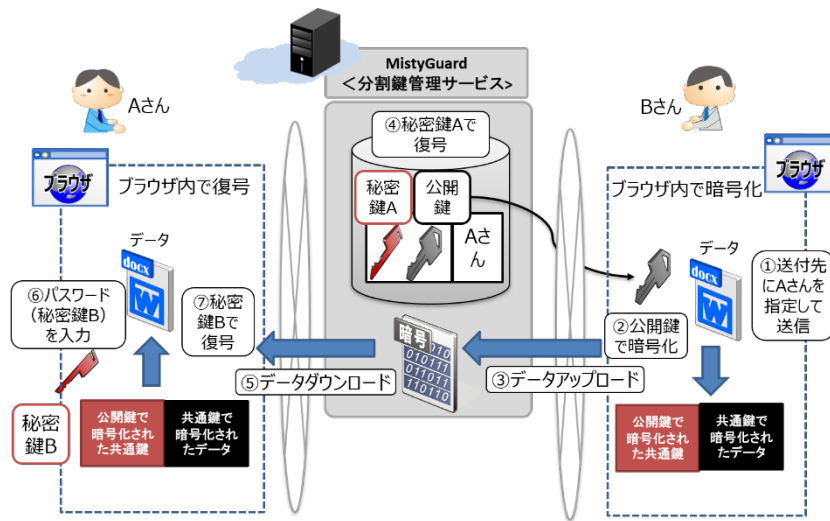 MistyGuard
＜分割鍵管理サービス>
Aさん
Bさん
④秘密鍵Aで
復号
ブラウザ
ブラウザ内で復号
秘密
鍵A
公開
鍵
Aさ
ん
ブラウザ内で暗号化
ブラウザ
データ
docx
W
⑥パスワード
（秘密鍵B）
を入力
⑦秘密
鍵Bで
復号
データ
docx
W
①送付先
にAさんを
指定して
送信
②公開鍵
で暗号化
暗号
010
010111
011011
110110
⑤データダウンロード
③データアップロード
秘密
鍵B
公開鍵で
暗号化され
た共通鍵
共通鍵で
暗号化され
たデータ
公開鍵で
暗号化され
た共通鍵
共通鍵で
暗号化され
たデータ